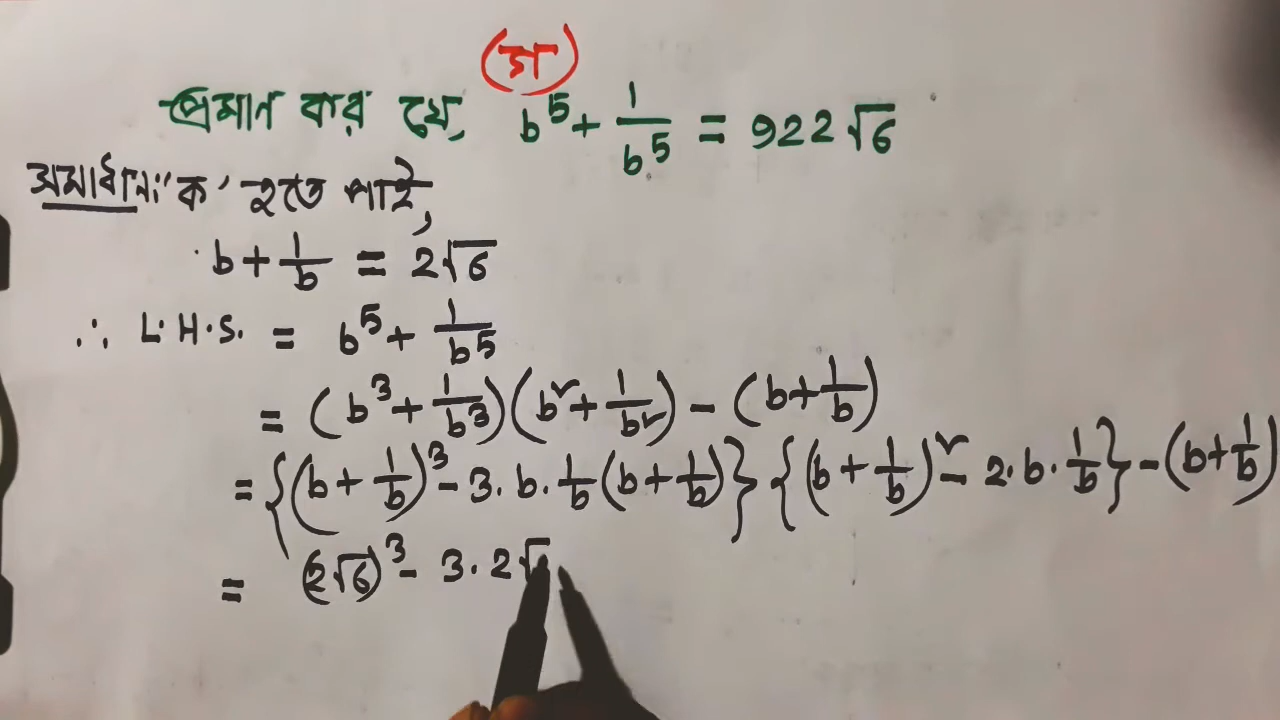 (গ)
প্রমান কর যে, b⁵ + 1/b⁵ = 922√6
সমাধান: "ক" হতে পাই,
b + 1/b = 2√6
∴ L.H.S. = b⁵ + 1/b⁵
= (b³ + 1/b³)(b² + 1/b²) - (b + 1/b)
= {(b + 1/b)³ - 3.b.1/b(b + 1/b)} {(b + 1/b)² - 2.b.1/b} - (b + 1/b)
= (2√6)³ - 3.2√